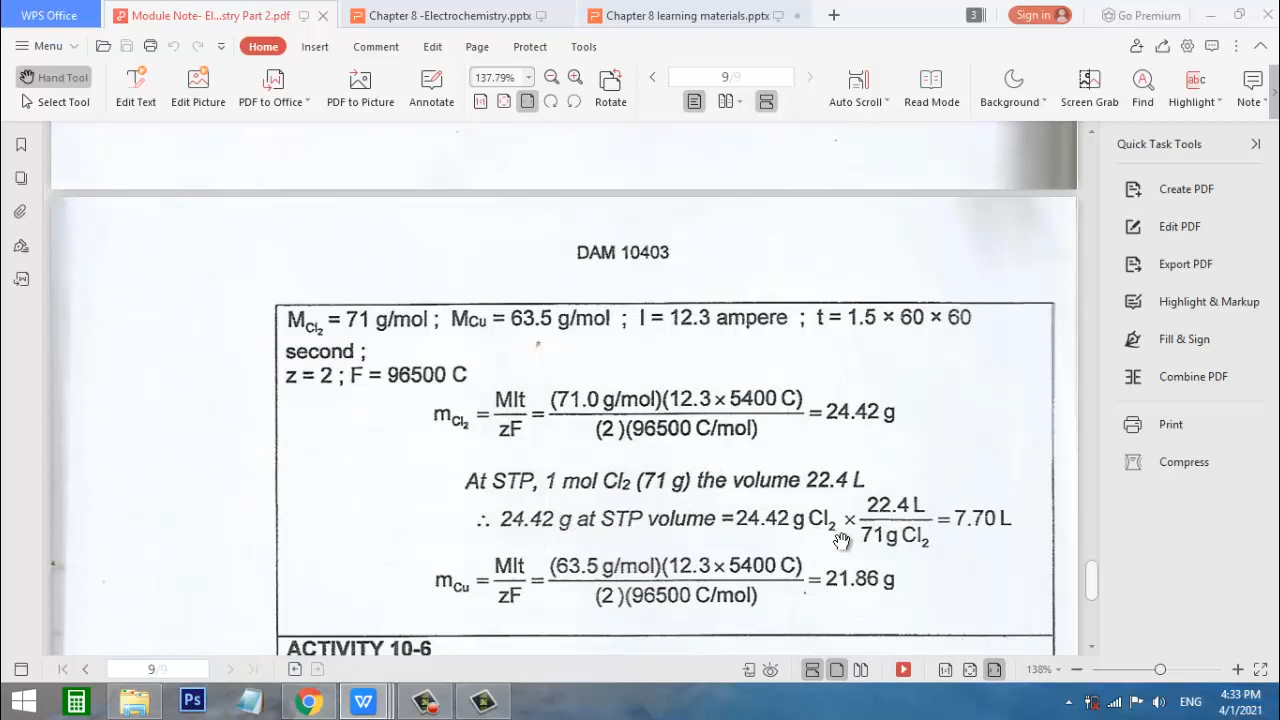 WPS Office
Module Note- El...stry Part 2.pdf
Chapter 8 -Electrochemistry.pptx
Chapter 8 learning materials.pptx
3
Sign in
Go Premium
Menu
Home
Insert
Comment
Edit
Page
Protect
Tools
Hand Tool
Select Tool
Edit Text
Edit Picture
PDF to Office
PDF to Picture
Annotate
137.79%
Rotate
9/9
Auto Scroll
Read Mode
Background
Screen Grab
Find
Highlight
Note
Quick Task Tools
Create PDF
Edit PDF
Export PDF
Highlight & Markup
Fill & Sign
Combine PDF
Print
Compress
DAM 10403
M_Cl₂ = 71 g/mol ; M_Cu = 63.5 g/mol ; I = 12.3 ampere ; t = 1.5 × 60 × 60
second ;
z = 2 ; F = 96500 C
m_Cl₂ = MIt/zF = (71.0 g/mol)(12.3 × 5400 C)/(2 )(96500 C/mol) = 24.42 g
At STP, 1 mol Cl₂ (71 g) the volume 22.4 L
∴ 24.42 g at STP volume = 24.42 g Cl₂ × 22.4 L/71 g Cl₂ = 7.70 L
m_Cu = MIt/zF = (63.5 g/mol)(12.3 × 5400 C)/(2 )(96500 C/mol) = 21.86 g
ACTIVITY 10-6
9/9
138%
ENG
4:33 PM
4/1/2021